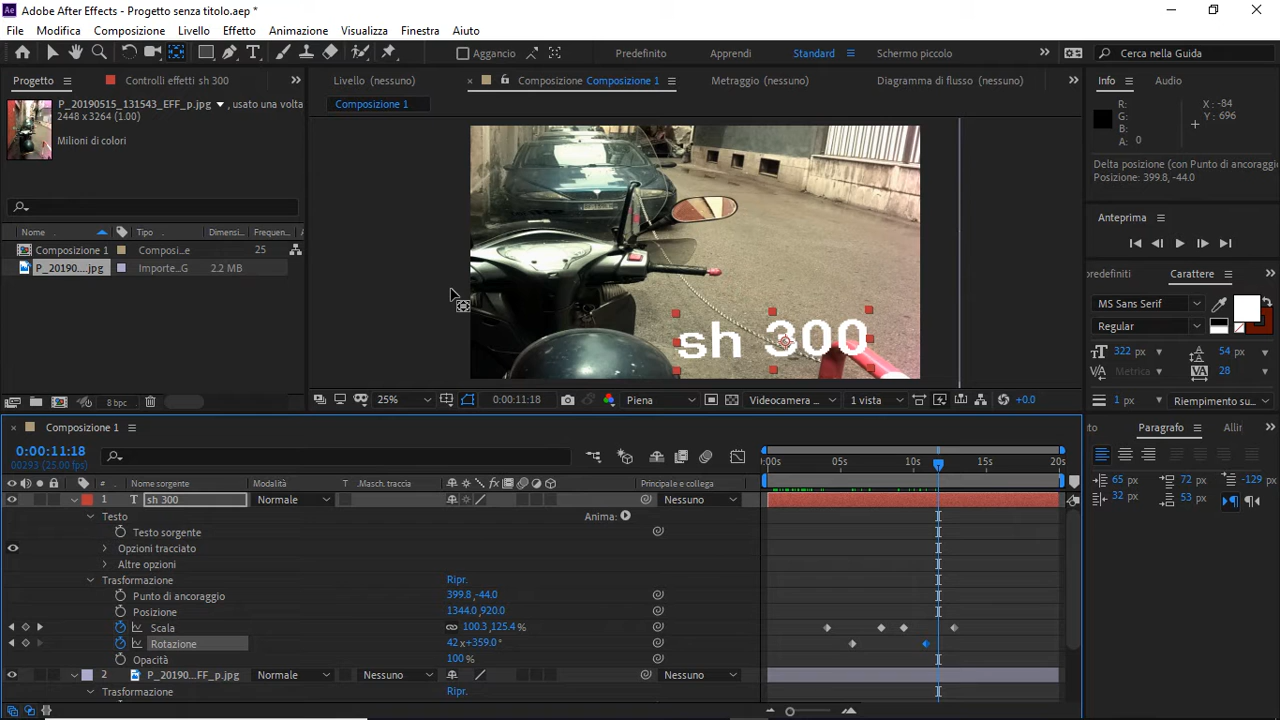 Adobe After Effects - Progetto senza titolo.aep *
File Modifica Composizione Livello Effetto Animazione Visualizza Finestra Aiuto
Aggancio Predefinito Apprendi Standard Schermo piccolo Cerca nella Guida
Progetto Controlli effetti sh 300 Livello (nessuno) Composizione Composizione 1 Metraggio (nessuno) Diagramma di flusso (nessuno) Info Audio
Composizione 1
P_20190515_131543_EFF_p.jpg , usato una volta
2448 x 3264 (1.00)
Milioni di colori
R:
G:
B:
A: 0
X : -84
Y : 696
Delta posizione (con Punto di ancoraggio
Posizione: 399.8, -44.0
Anteprima
Nome Tipo Dimensi... Frequen...
Composizione 1 Composi...e 25
P_20190....jpg Importe...G 2.2 MB
redefiniti Carattere
MS Sans Serif
Regular
322 px 54 px
Metrica 28
1 px Riempimento su...
sh 300
8 bpc 25% 0:00:11:18 Piena Videocamera ... 1 vista +0.0
Composizione 1
to Paragrafo Allir
0:00:11:18
00293 (25.00 fps)
:00s 05s 10s 15s 20s
# Nome sorgente Modalità T .Masch. traccia Principale e collega
65 px 72 px -129 px
32 px 53 px
1 T sh 300 Normale Nessuno
Testo Anima:
Testo sorgente
Opzioni tracciato
Altre opzioni
Trasformazione Ripr.
Punto di ancoraggio 399.8,-44.0
Posizione 1344.0,920.0
Scala 100.3,125.4 %
Rotazione 42x+359.0°
Opacità 100 %
2 P_20190...FF_p.jpg Normale Nessuno Nessuno
Trasformazione Ripr.